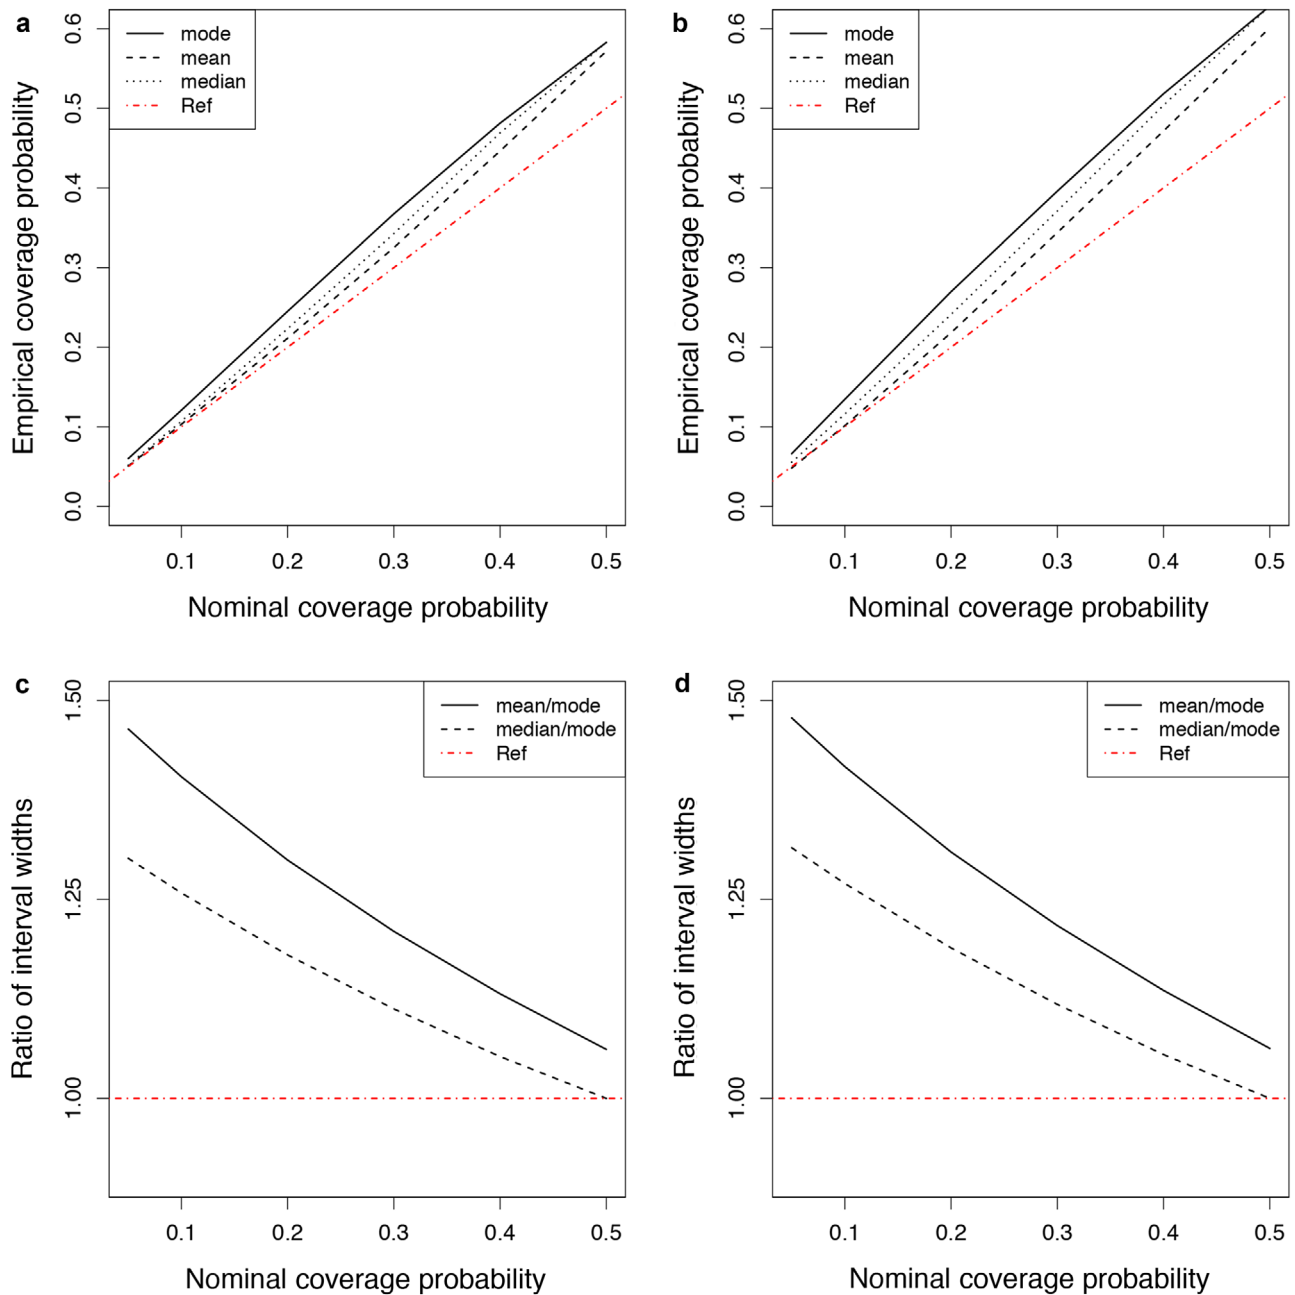 a
mode
mean
median
Ref
Empirical coverage probability
0.6
0.5
0.4
0.3
0.2
0.1
0.0
0.1
0.2
0.3
0.4
0.5
Nominal coverage probability
b
mode
mean
median
Ref
Empirical coverage probability
0.6
0.5
0.4
0.3
0.2
0.1
0.0
0.1
0.2
0.3
0.4
0.5
Nominal coverage probability
c
mean/mode
median/mode
Ref
Ratio of interval widths
1.50
1.25
1.00
0.1
0.2
0.3
0.4
0.5
Nominal coverage probability
d
mean/mode
median/mode
Ref
Ratio of interval widths
1.50
1.25
1.00
0.1
0.2
0.3
0.4
0.5
Nominal coverage probability